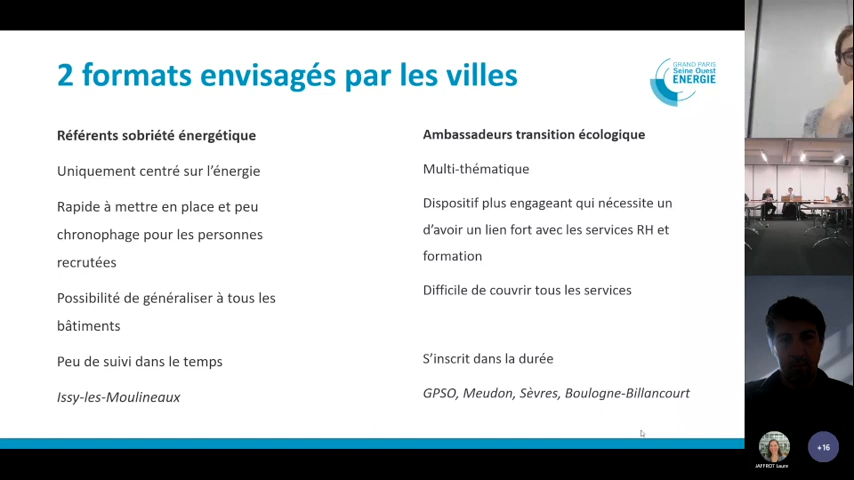 2 formats envisagés par les villes
GRAND PARIS
Seine Ouest
ENERGIE
Référents sobriété énergétique
Uniquement centré sur l'énergie
Rapide à mettre en place et peu
chronophage pour les personnes
recrutées
Possibilité de généraliser à tous les
bâtiments
Peu de suivi dans le temps
Issy-les-Moulineaux
Ambassadeurs transition écologique
Multi-thématique
Dispositif plus engageant qui nécessite un
d'avoir un lien fort avec les services RH et
formation
Difficile de couvrir tous les services
S'inscrit dans la durée
GPSO, Meudon, Sèvres, Boulogne-Billancourt
JAFFROT Laure
+16